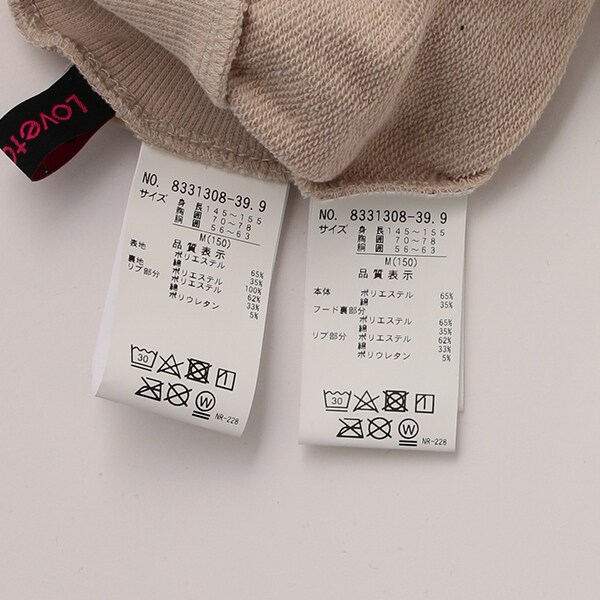 Lovetox
NO. 8331308-39.9
サイズ
身長 145~155
胸囲 70~78
胴囲 56~63
M(150)
品質表示
表地 ポリエステル 65%
綿 35%
裏地 ポリエステル 100%
リブ部分 ポリエステル 62%
綿 33%
ポリウレタン 5%
30
W
NR-228
NO. 8331308-39.9
サイズ
身長 145~155
胸囲 70~78
胴囲 56~63
M(150)
品質表示
本体 ポリエステル 65%
綿 35%
フード裏部分
ポリエステル 65%
綿 35%
リブ部分 ポリエステル 62%
綿 33%
ポリウレタン 5%
30
W
NR-228